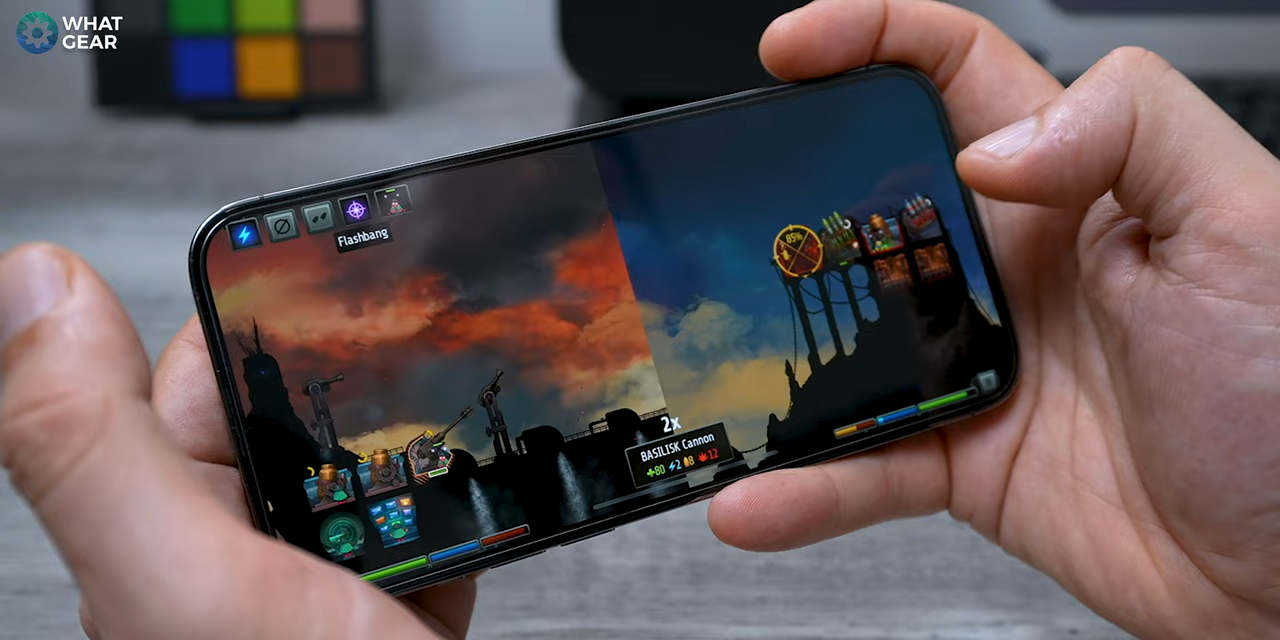 WHAT
GEAR
Flashbang
85%
2x
BASILISK Cannon
80 2 8 12